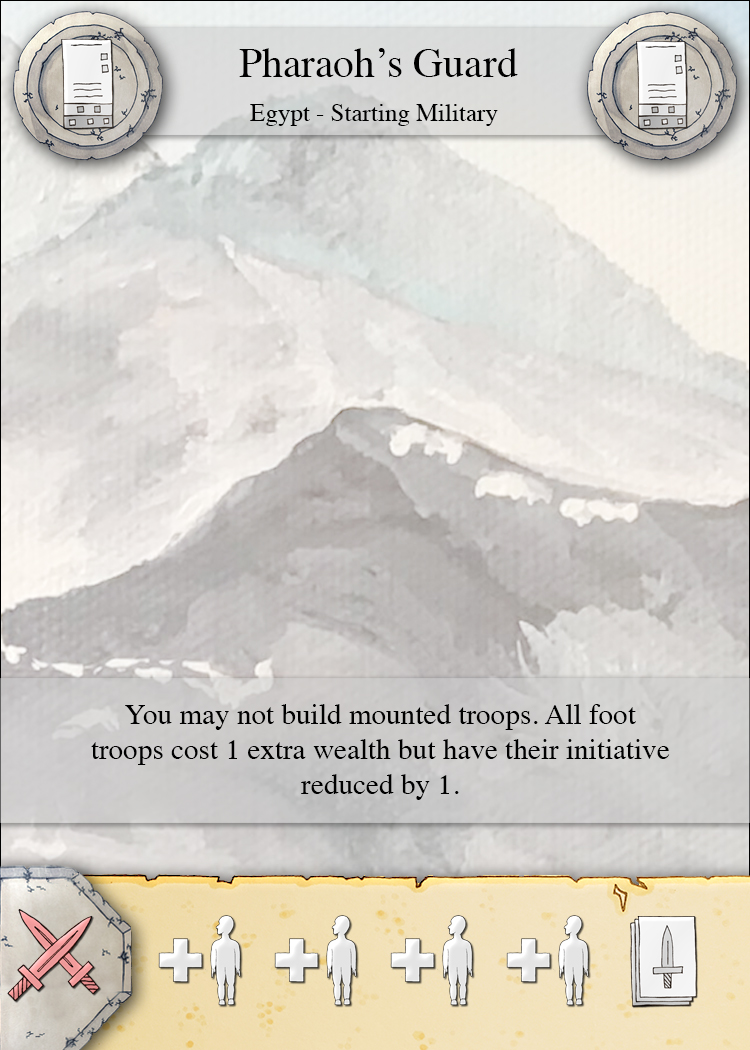 Pharaoh’s Guard
Egypt - Starting Military
You may not build mounted troops. All foot
troops cost 1 extra wealth but have their initiative
reduced by 1.